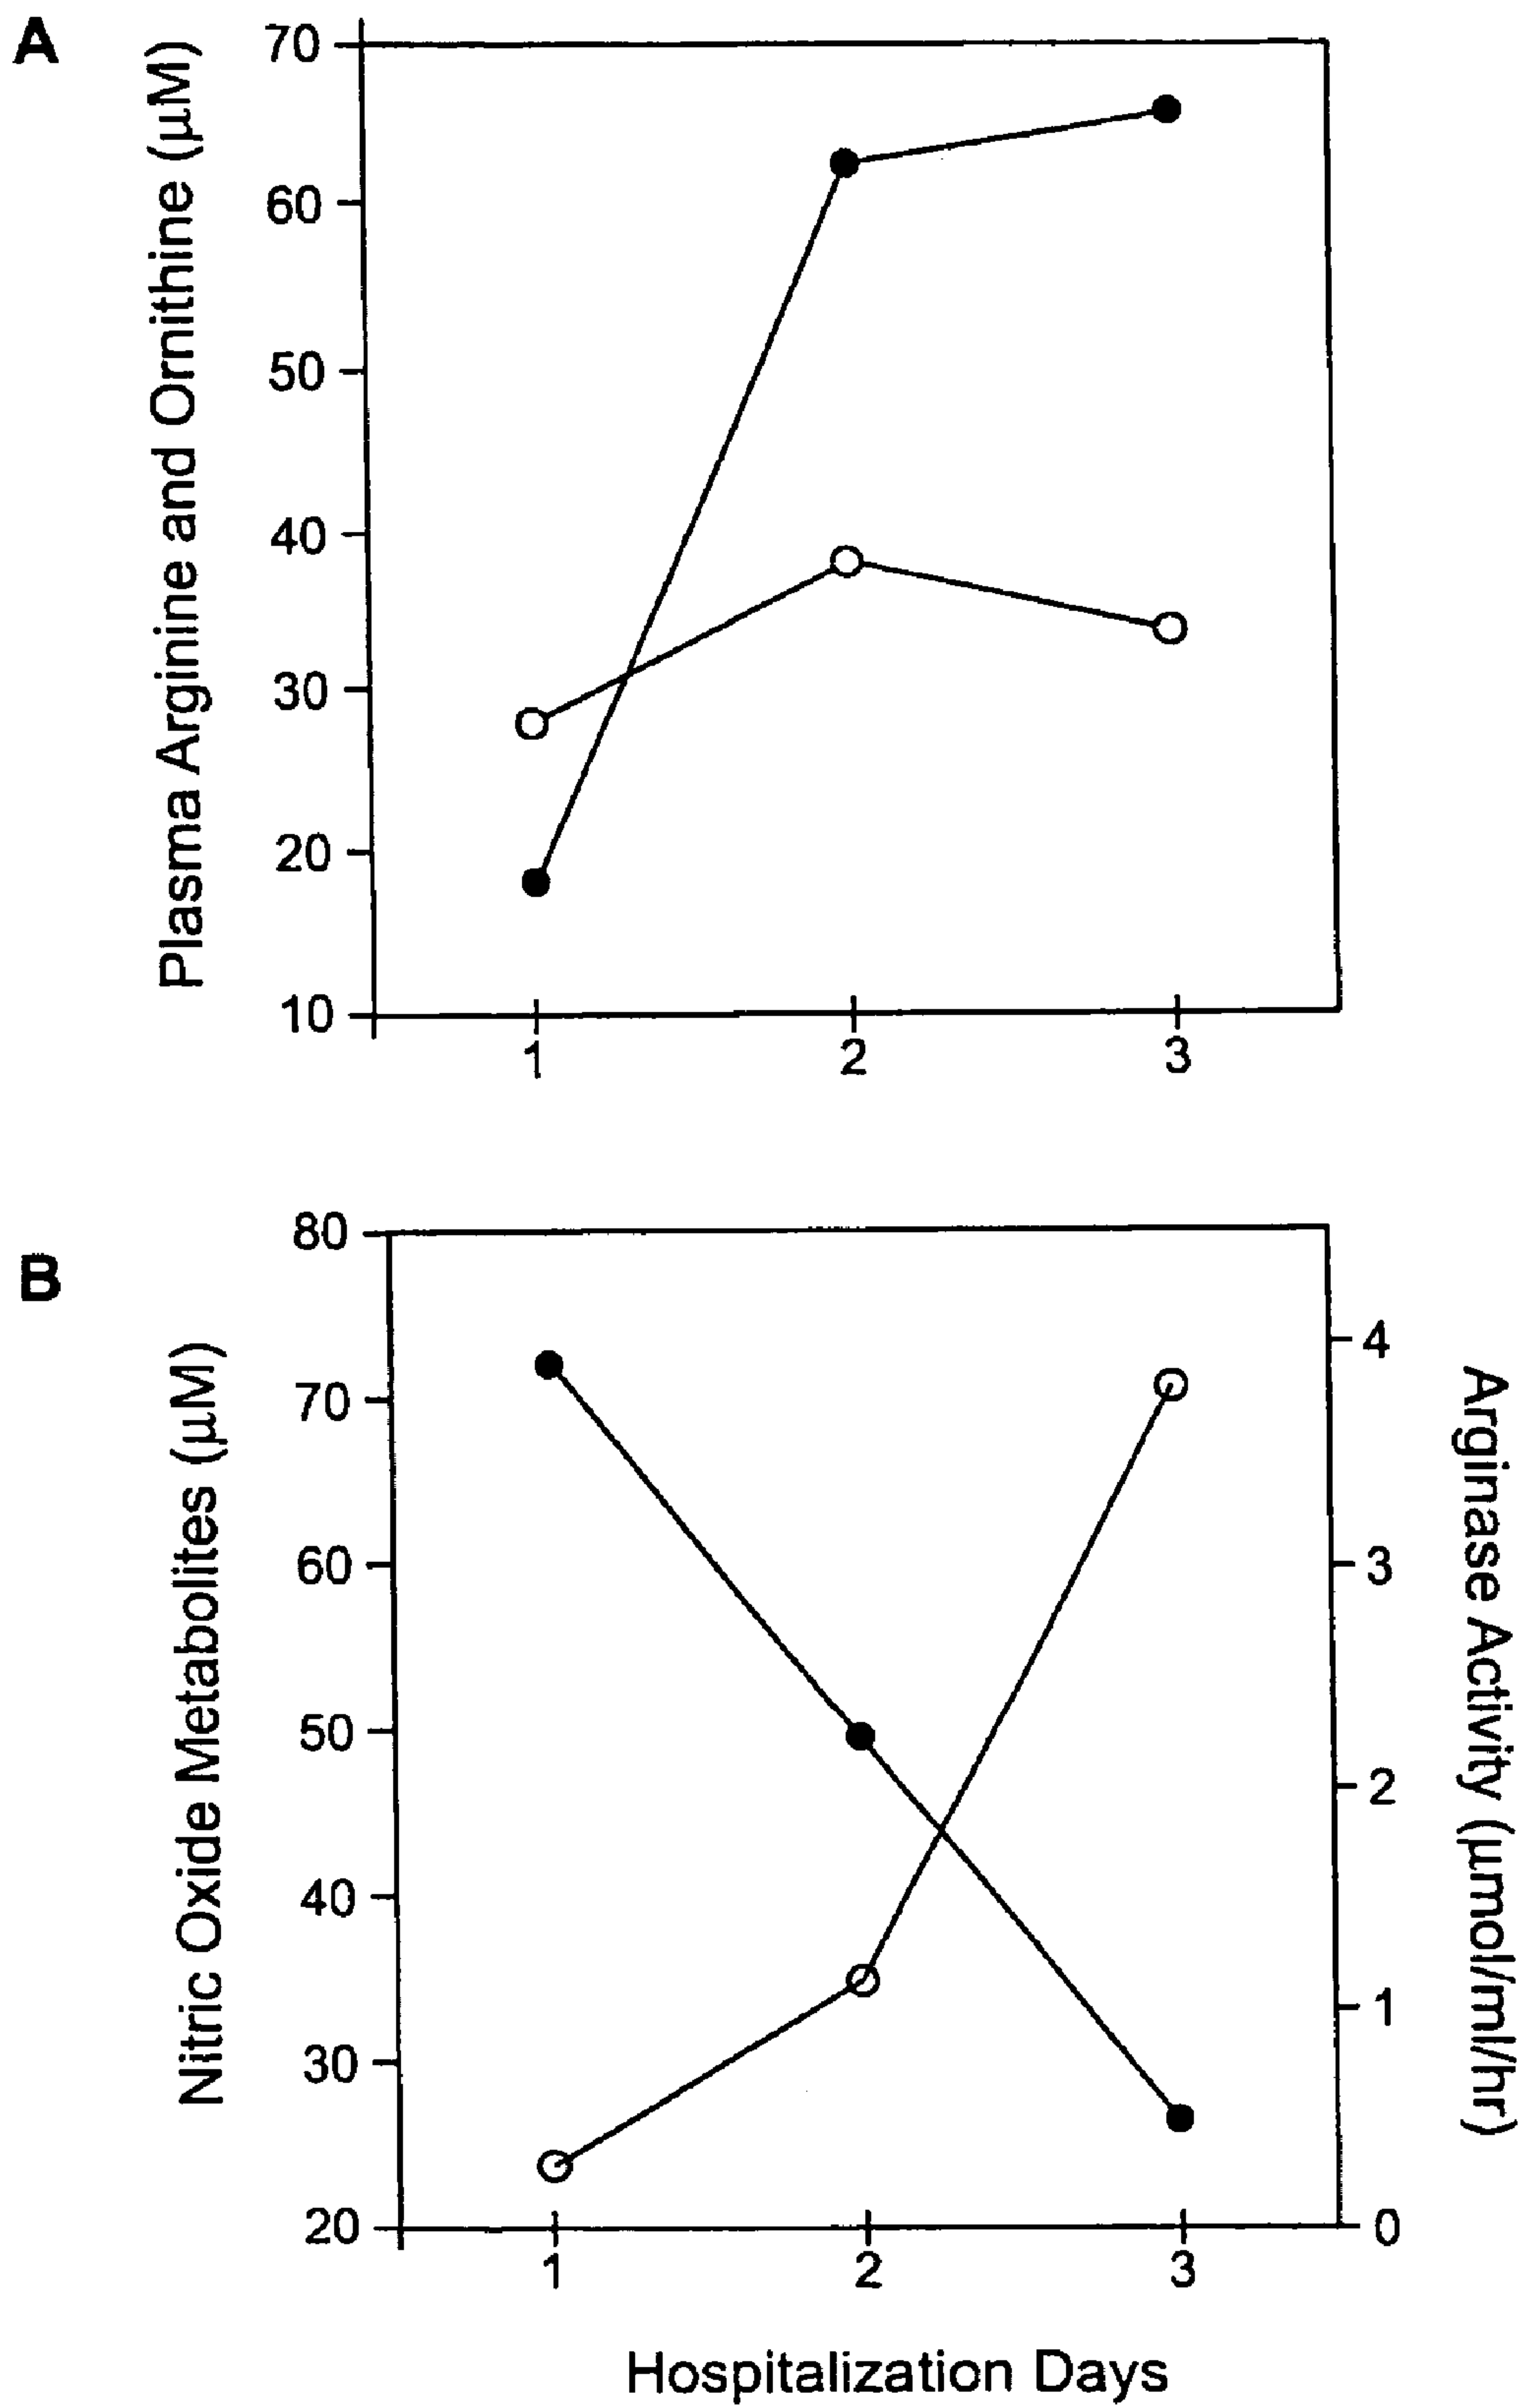 A
Plasma Arginine and Ornithine (µM)
70
60
50
40
30
20
10
1 2 3
B
Nitric Oxide Metabolites (µM)
80
70
60
50
40
30
20
4
3
2
1
0
Arginase Activity (µmol/ml/hr)
1 2 3
Hospitalization Days